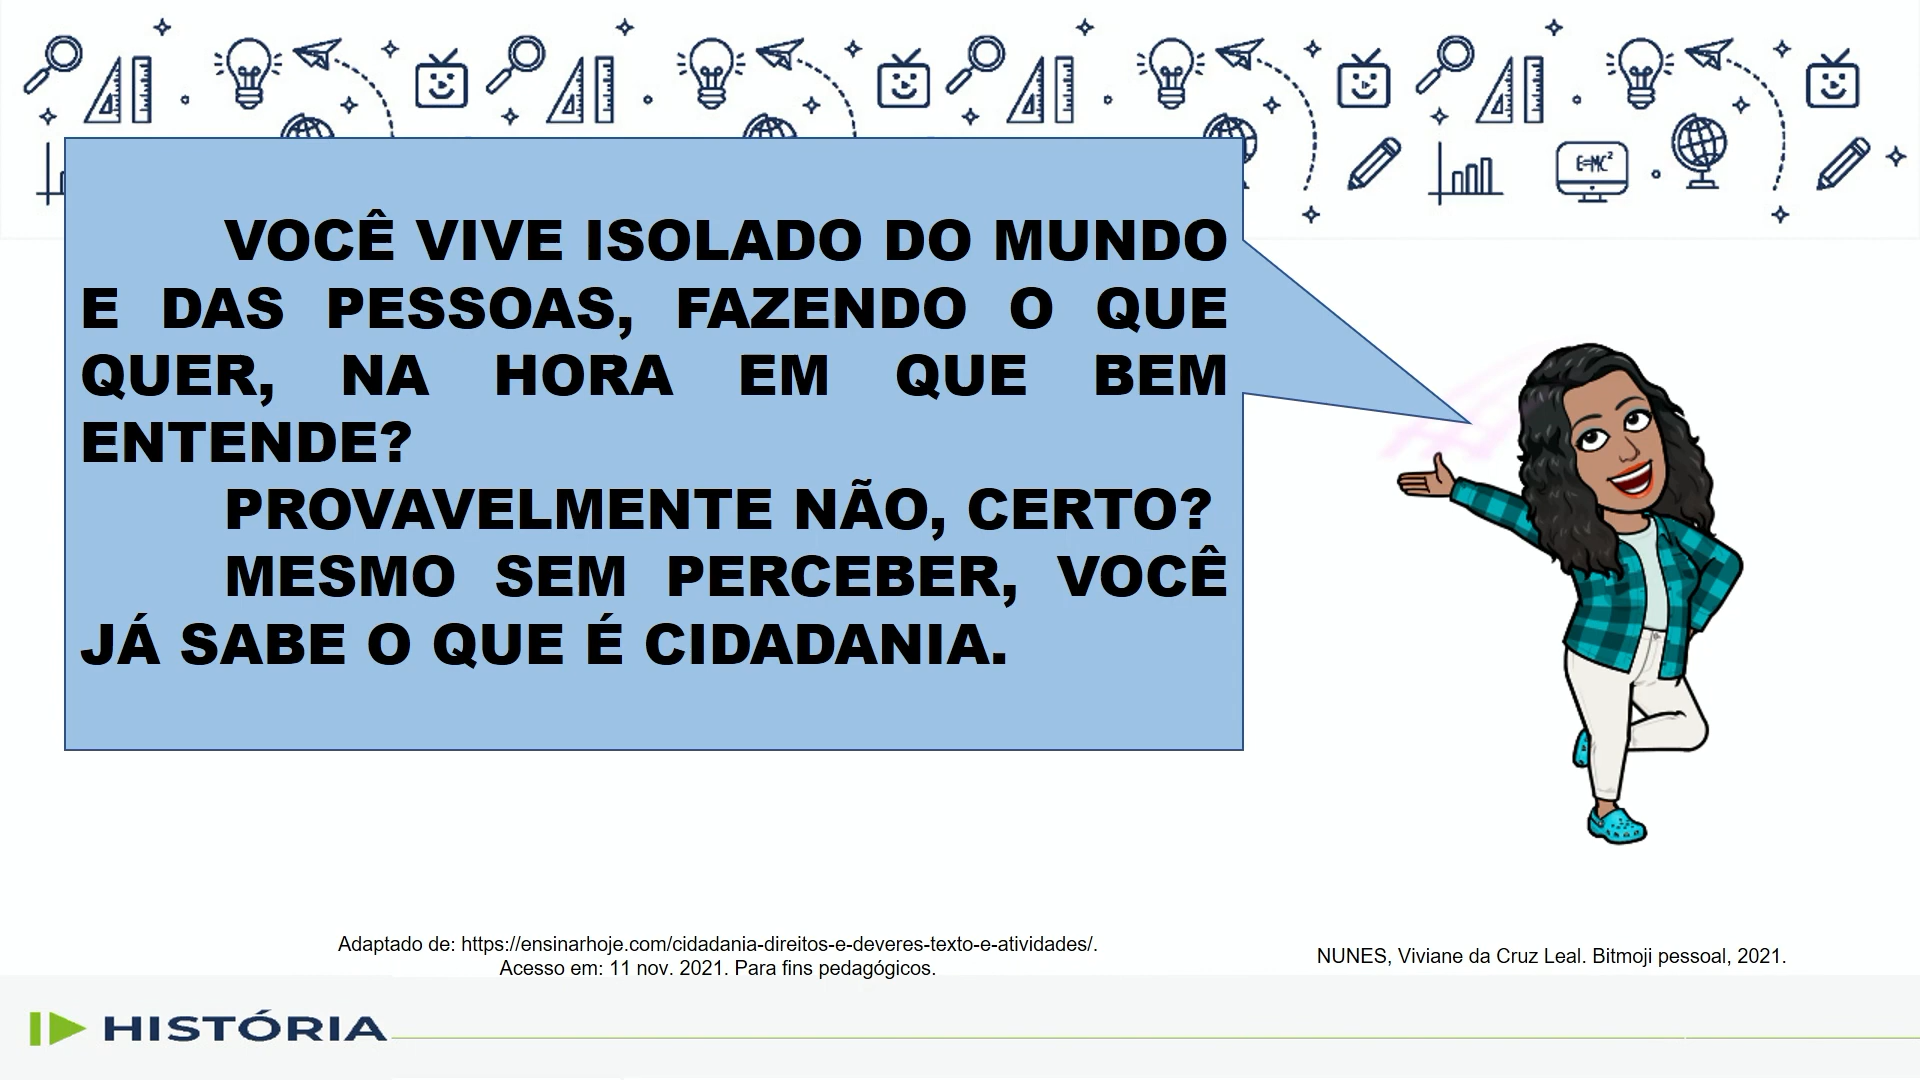 E=MC²
VOCÊ VIVE ISOLADO DO MUNDO
E DAS PESSOAS, FAZENDO O QUE
QUER, NA HORA EM QUE BEM
ENTENDE?
PROVAVELMENTE NÃO, CERTO?
MESMO SEM PERCEBER, VOCÊ
JÁ SABE O QUE É CIDADANIA.
Adaptado de: https://ensinarhoje.com/cidadania-direitos-e-deveres-texto-e-atividades/.
Acesso em: 11 nov. 2021. Para fins pedagógicos.
NUNES, Viviane da Cruz Leal. Bitmoji pessoal, 2021.
HISTÓRIA